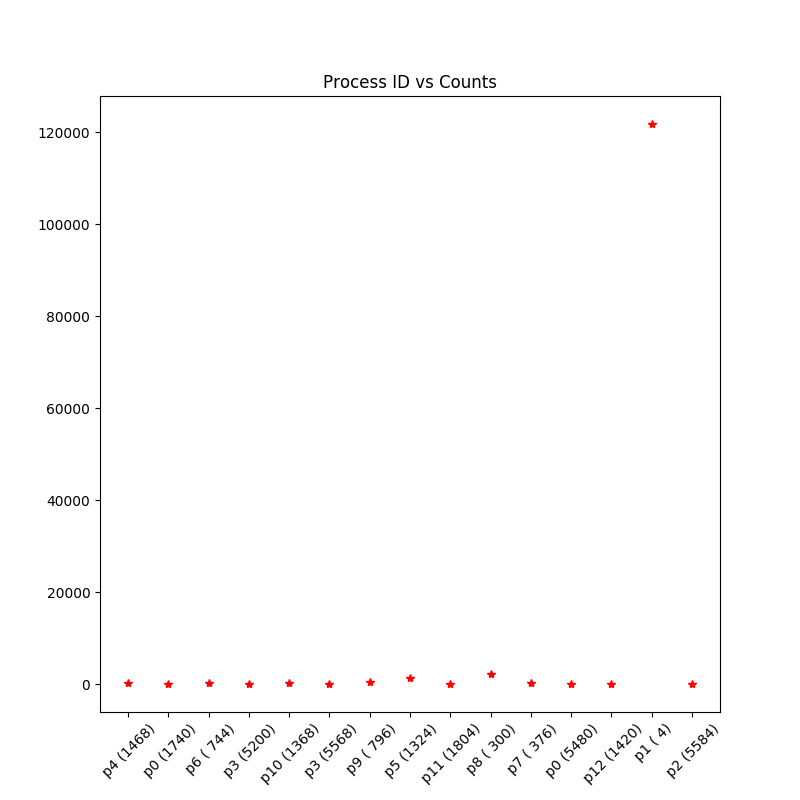 Process ID vs Counts
120000
100000
80000
60000
40000
20000
0
p4 (1468)
p0 (1740)
p6 ( 744)
p3 (5200)
p10 (1368)
p3 (5568)
p9 ( 796)
p5 (1324)
p11 (1804)
p8 ( 300)
p7 ( 376)
p0 (5480)
p12 (1420)
p1 ( 4)
p2 (5584)